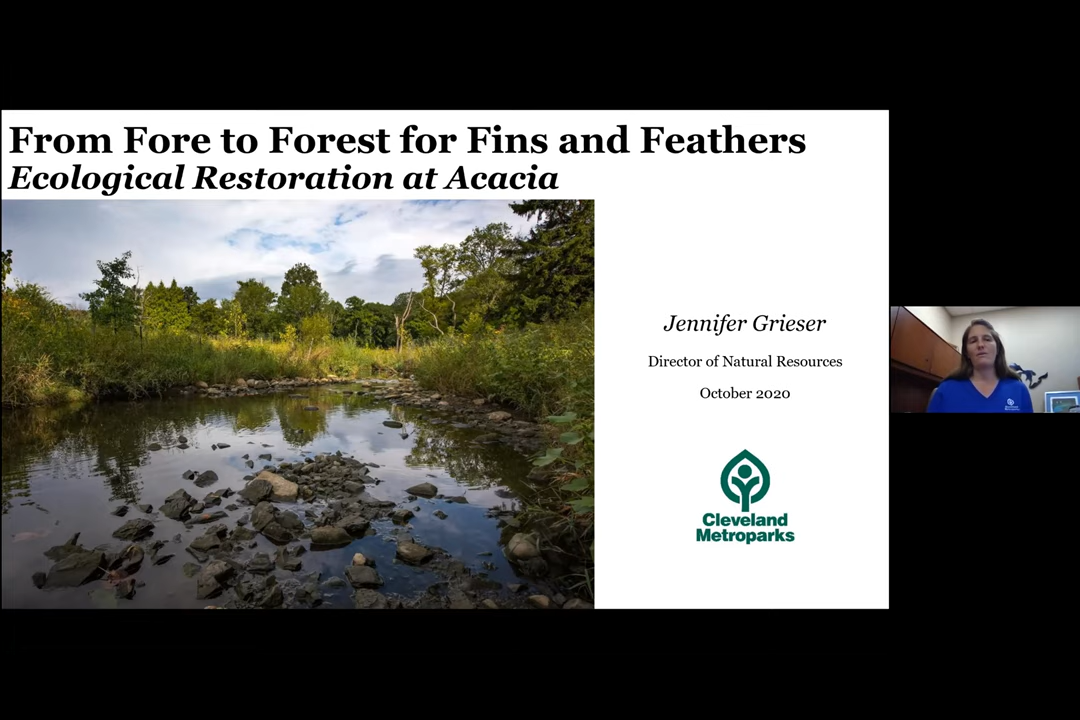 From Fore to Forest for Fins and Feathers
Ecological Restoration at Acacia
Jennifer Grieser
Director of Natural Resources
October 2020
Cleveland
Metroparks